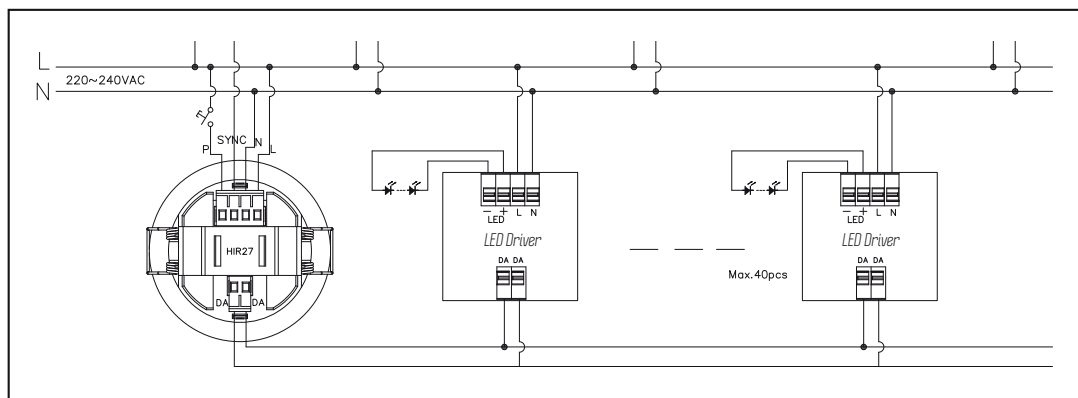 L
220~240VAC
N
SYNC
P
N
L
HIR27
DA
DA
– + L N
LED
LED Driver
DA DA
Max.40pcs
– + L N
LED
LED Driver
DA DA